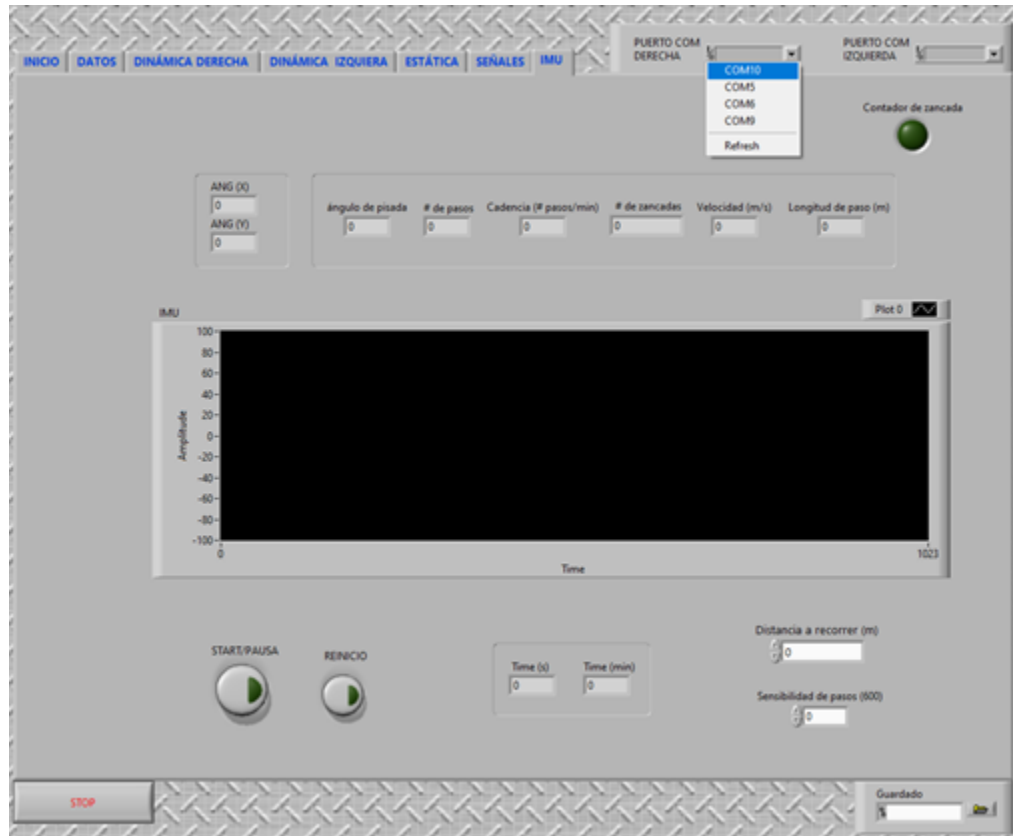 PUERTO COM
DERECHA
PUERTO COM
IZQUIERDA
INICIO
DATOS
DINÁMICA DERECHA
DINÁMICA IZQUIERA
ESTÁTICA
SEÑALES
IMU
COM10
COM5
COM6
COM9
Refresh
Contador de zancada
ANG (X)
0
ANG (Y)
0
ángulo de pisada
0
# de pasos
0
Cadencia (# pasos/min)
0
# de zancadas
0
Velocidad (m/s)
0
Longitud de paso (m)
0
IMU
Plot 0
Amplitude
100
80
60
40
20
0
-20
-40
-60
-80
-100
0
1023
Time
START/PAUSA
REINICIO
Time (s)
0
Time (min)
0
Distancia a recorrer (m)
0
Sensibilidad de pasos (600)
0
STOP
Guardado